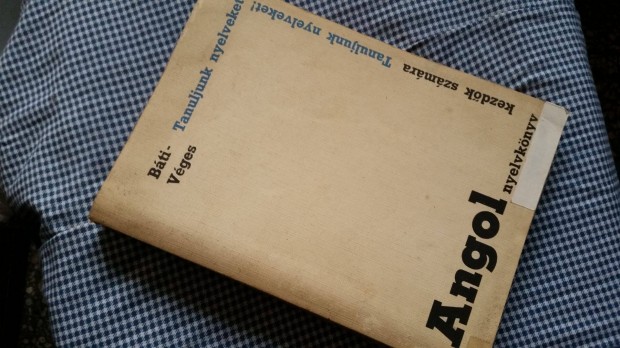 Báti-
Véges
Tanuljunk nyelveket!
Tanuljunk nyelveket!
kezdők számára
Angol
nyelvkönyv